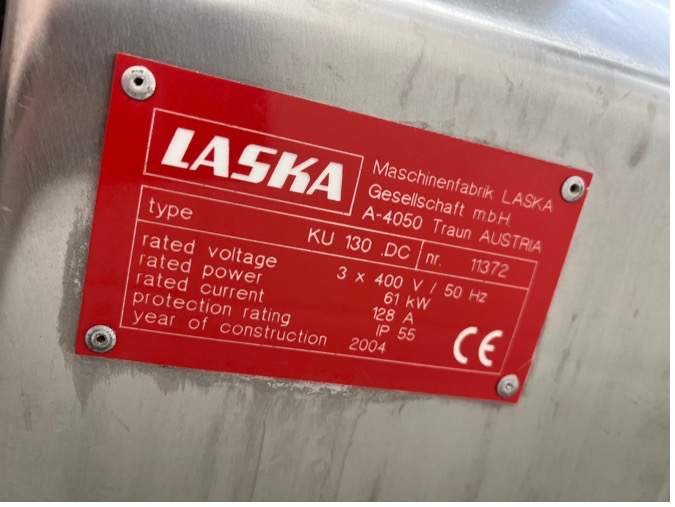 LASKA
Maschinenfabrik LASKA
Gesellschaft m.b.H.
A-4050 Traun AUSTRIA
type KU 130 .DC nr. 11372
rated voltage 3 x 400 V / 50 Hz
rated power 61 kW
rated current 128 A
protection rating IP 55
year of construction 2004
CE